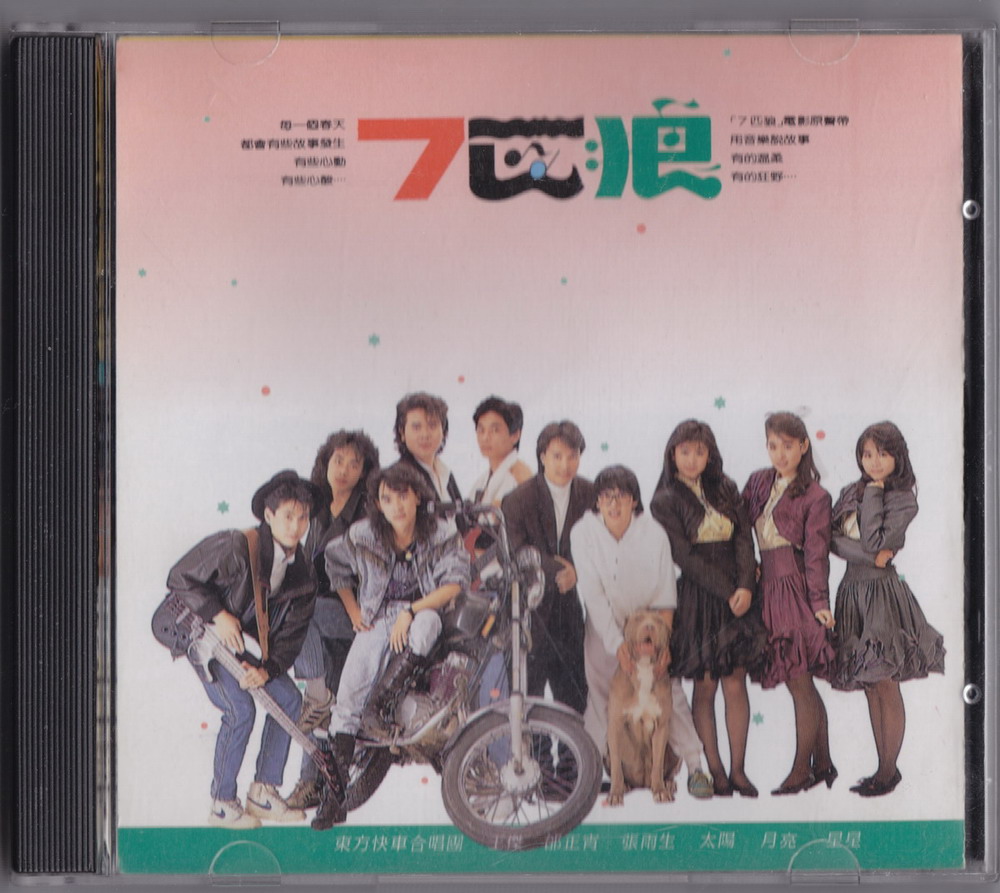 每一個春天
都會有些故事發生
有些心動
有些心酸…
7匹狼
「7匹狼」電影原聲帶
用音樂說故事
有的溫柔
有的狂野…
東方快車合唱團 丁傑 邰正宵 張雨生 太陽 月亮 星星